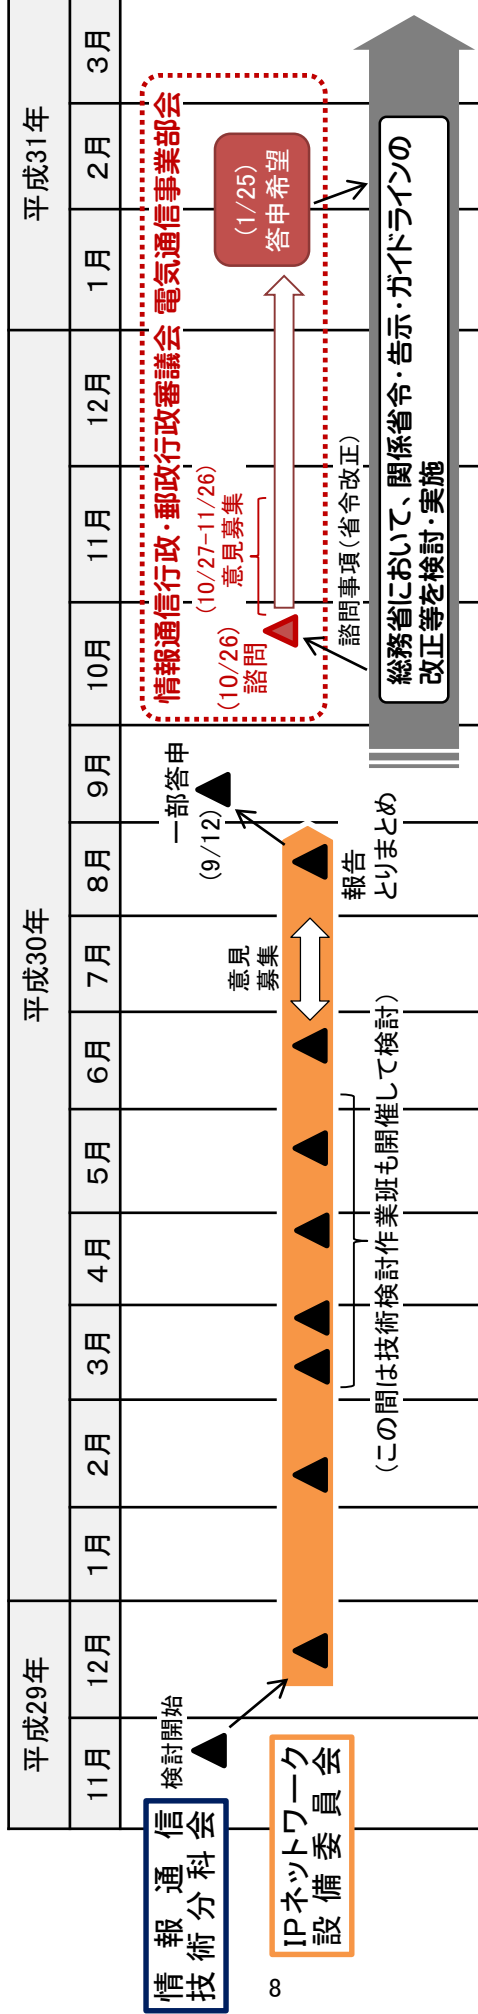 平成29年
平成30年
平成31年
11月
12月
1月
2月
3月
4月
5月
6月
7月
8月
9月
10月
11月
12月
1月
2月
3月
情報通信
技術分科会
検討開始
一部答申
(9/12)
情報通信行政・郵政行政審議会 電気通信事業部会
(10/26)
諮問
(10/27-11/26)
意見募集
(1/25)
答申希望
IPネットワーク
設備委員会
意見
募集
報告
とりまとめ
(この間は技術検討作業班も開催して検討)
諮問事項(省令改正)
総務省において、関係省令・告示・ガイドラインの
改正等を検討・実施
8